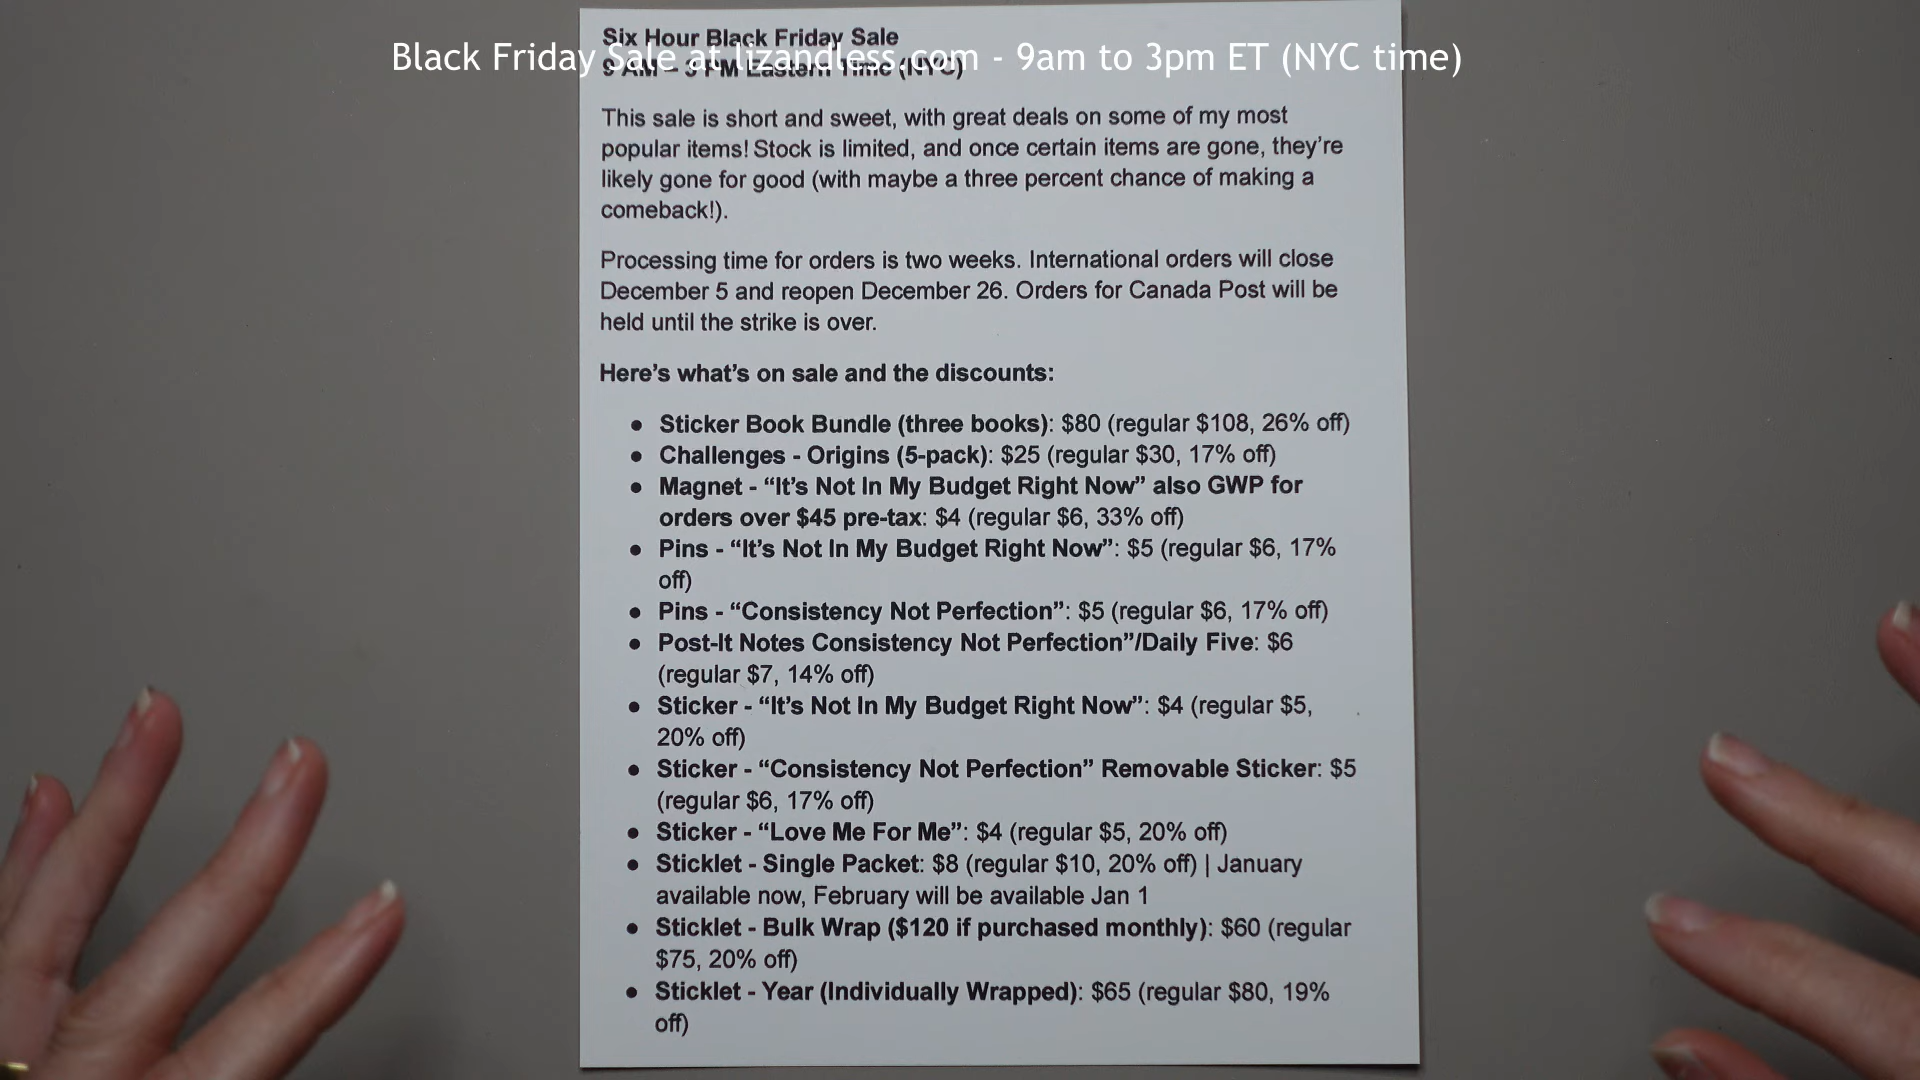 Six Hour Black Friday Sale
Black Friday Sale at lizandless.com - 9am to 3pm ET (NYC time)
9 AM – 3 PM Eastern Time (NYC)
This sale is short and sweet, with great deals on some of my most
popular items! Stock is limited, and once certain items are gone, they’re
likely gone for good (with maybe a three percent chance of making a
comeback!).
Processing time for orders is two weeks. International orders will close
December 5 and reopen December 26. Orders for Canada Post will be
held until the strike is over.
Here’s what’s on sale and the discounts:
● Sticker Book Bundle (three books): $80 (regular $108, 26% off)
● Challenges - Origins (5-pack): $25 (regular $30, 17% off)
● Magnet - “It’s Not In My Budget Right Now” also GWP for
orders over $45 pre-tax: $4 (regular $6, 33% off)
● Pins - “It’s Not In My Budget Right Now”: $5 (regular $6, 17%
off)
● Pins - “Consistency Not Perfection”: $5 (regular $6, 17% off)
● Post-It Notes Consistency Not Perfection”/Daily Five: $6
(regular $7, 14% off)
● Sticker - “It’s Not In My Budget Right Now”: $4 (regular $5,
20% off)
● Sticker - “Consistency Not Perfection” Removable Sticker: $5
(regular $6, 17% off)
● Sticker - “Love Me For Me”: $4 (regular $5, 20% off)
● Sticklet - Single Packet: $8 (regular $10, 20% off) | January
available now, February will be available Jan 1
● Sticklet - Bulk Wrap ($120 if purchased monthly): $60 (regular
$75, 20% off)
● Sticklet - Year (Individually Wrapped): $65 (regular $80, 19%
off)